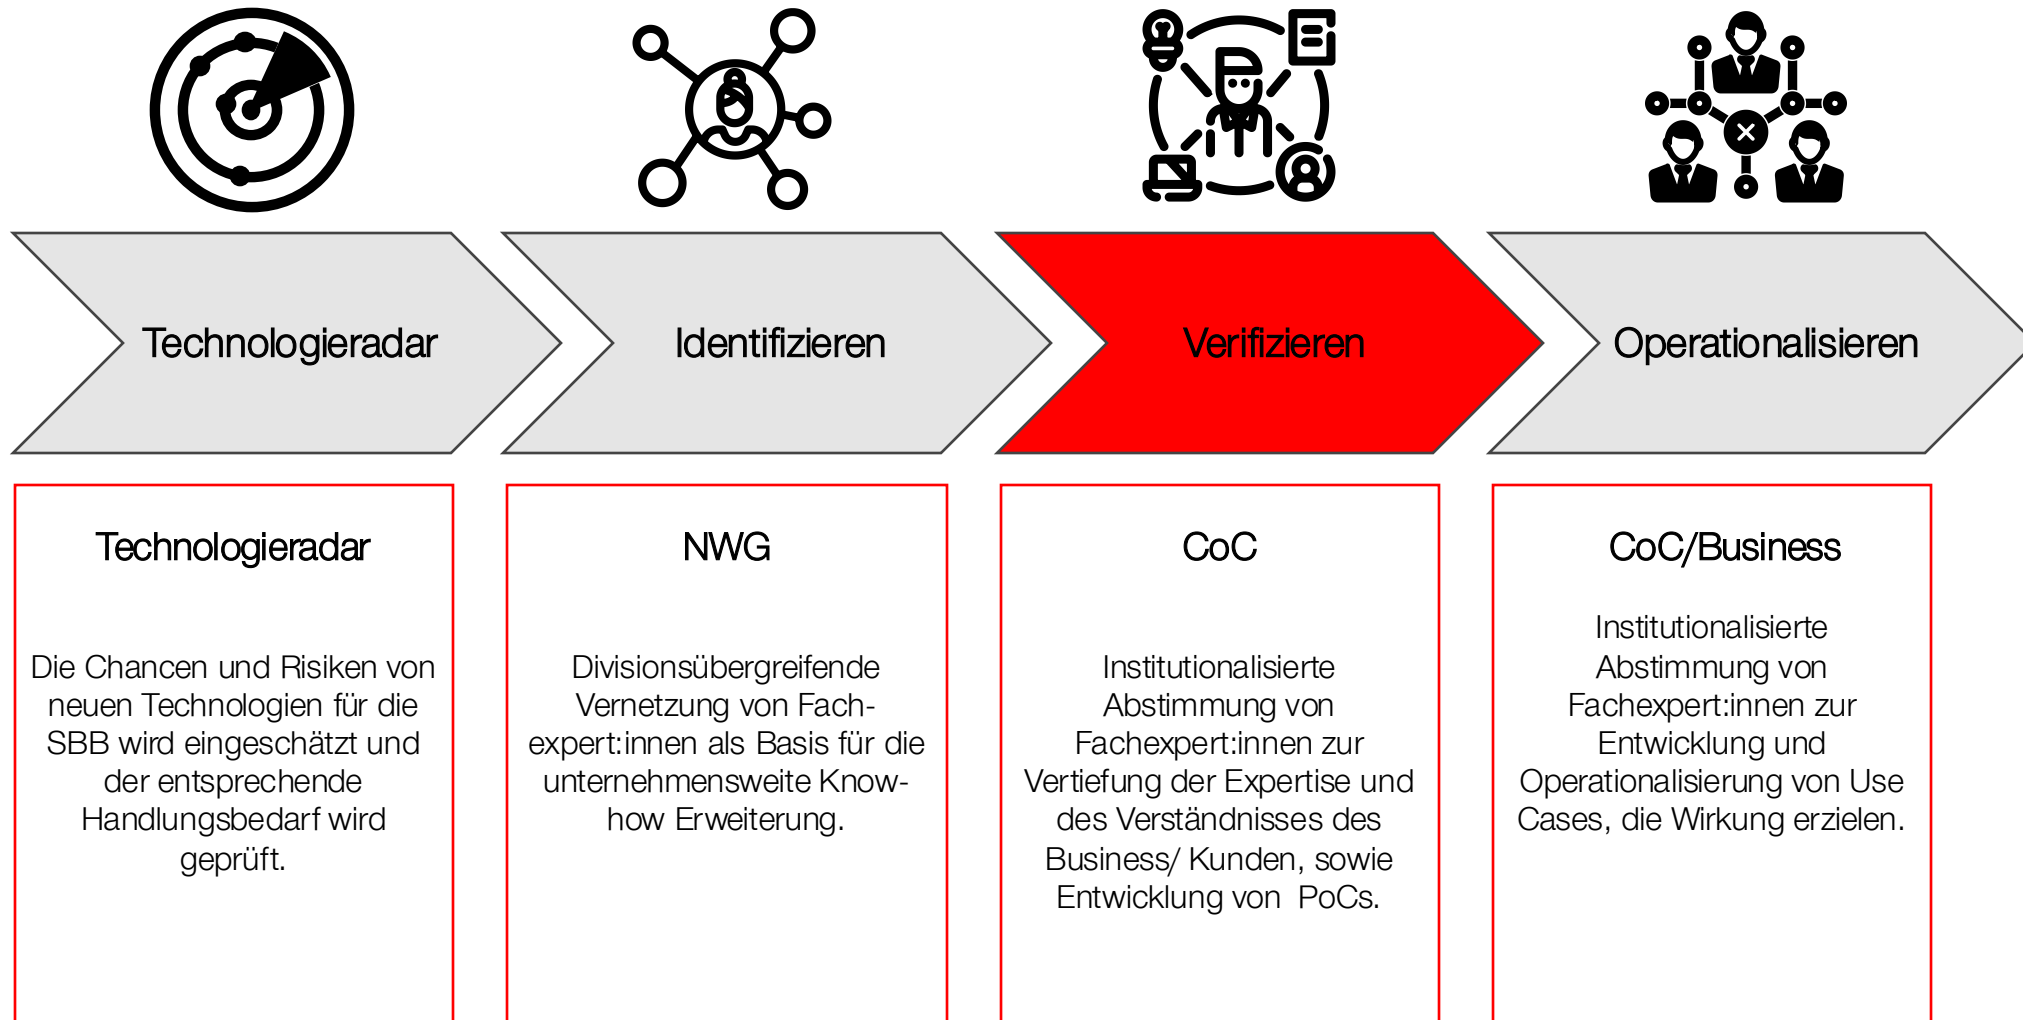 Technologieradar
Identifizieren
Verifizieren
Operationalisieren
Technologieradar
Die Chancen und Risiken von
neuen Technologien für die
SBB wird eingeschätzt und
der entsprechende
Handlungsbedarf wird
geprüft.
NWG
Divisionsübergreifende
Vernetzung von Fach-
expert:innen als Basis für die
unternehmensweite Know-
how Erweiterung.
CoC
Institutionalisierte
Abstimmung von
Fachexpert:innen zur
Vertiefung der Expertise und
des Verständnisses des
Business/ Kunden, sowie
Entwicklung von  PoCs.
CoC/Business
Institutionalisierte
Abstimmung von
Fachexpert:innen zur
Entwicklung und
Operationalisierung von Use
Cases, die Wirkung erzielen.